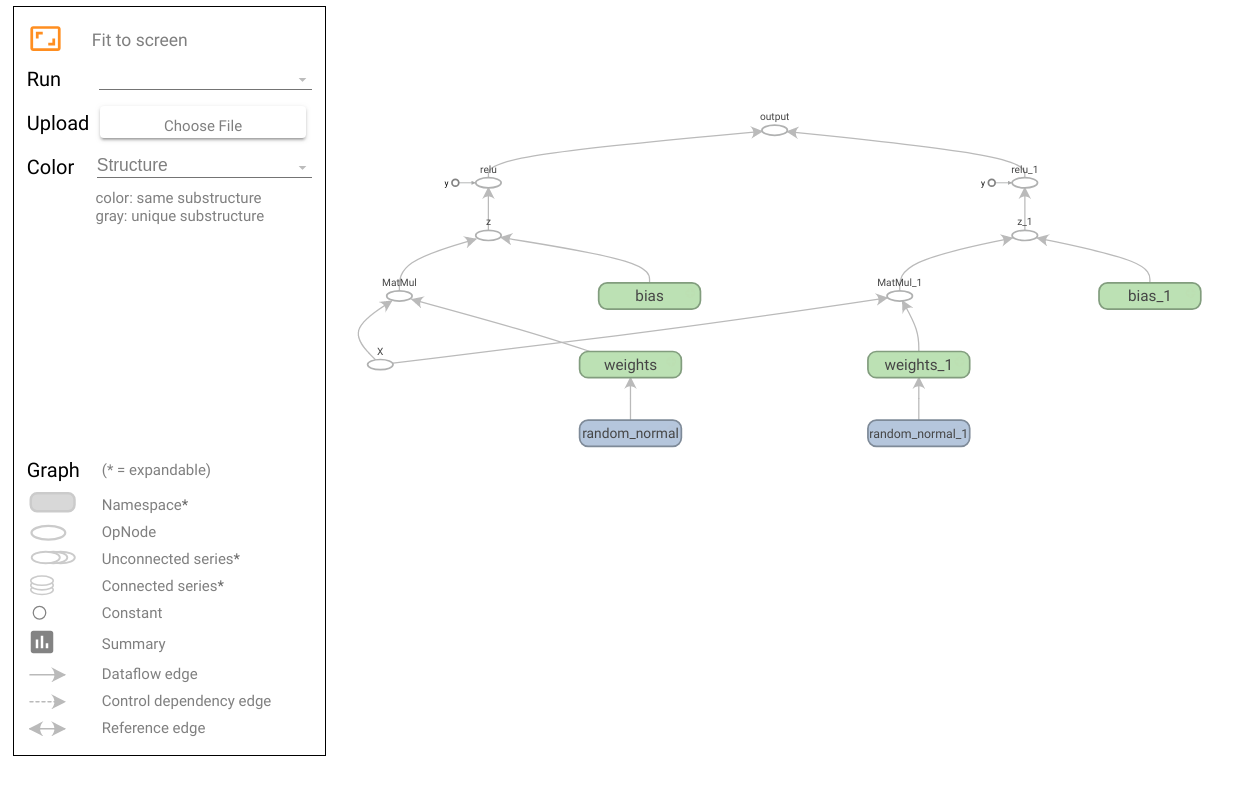 Fit to screen
Run
Upload
Choose File
Color
Structure
color: same substructure
gray: unique substructure
Graph
(* = expandable)
Namespace*
OpNode
Unconnected series*
Connected series*
Constant
Summary
Dataflow edge
Control dependency edge
Reference edge
output
relu
relu_1
y
y
z
z_1
MatMul
bias
MatMul_1
bias_1
X
weights
weights_1
random_normal
random_normal_1